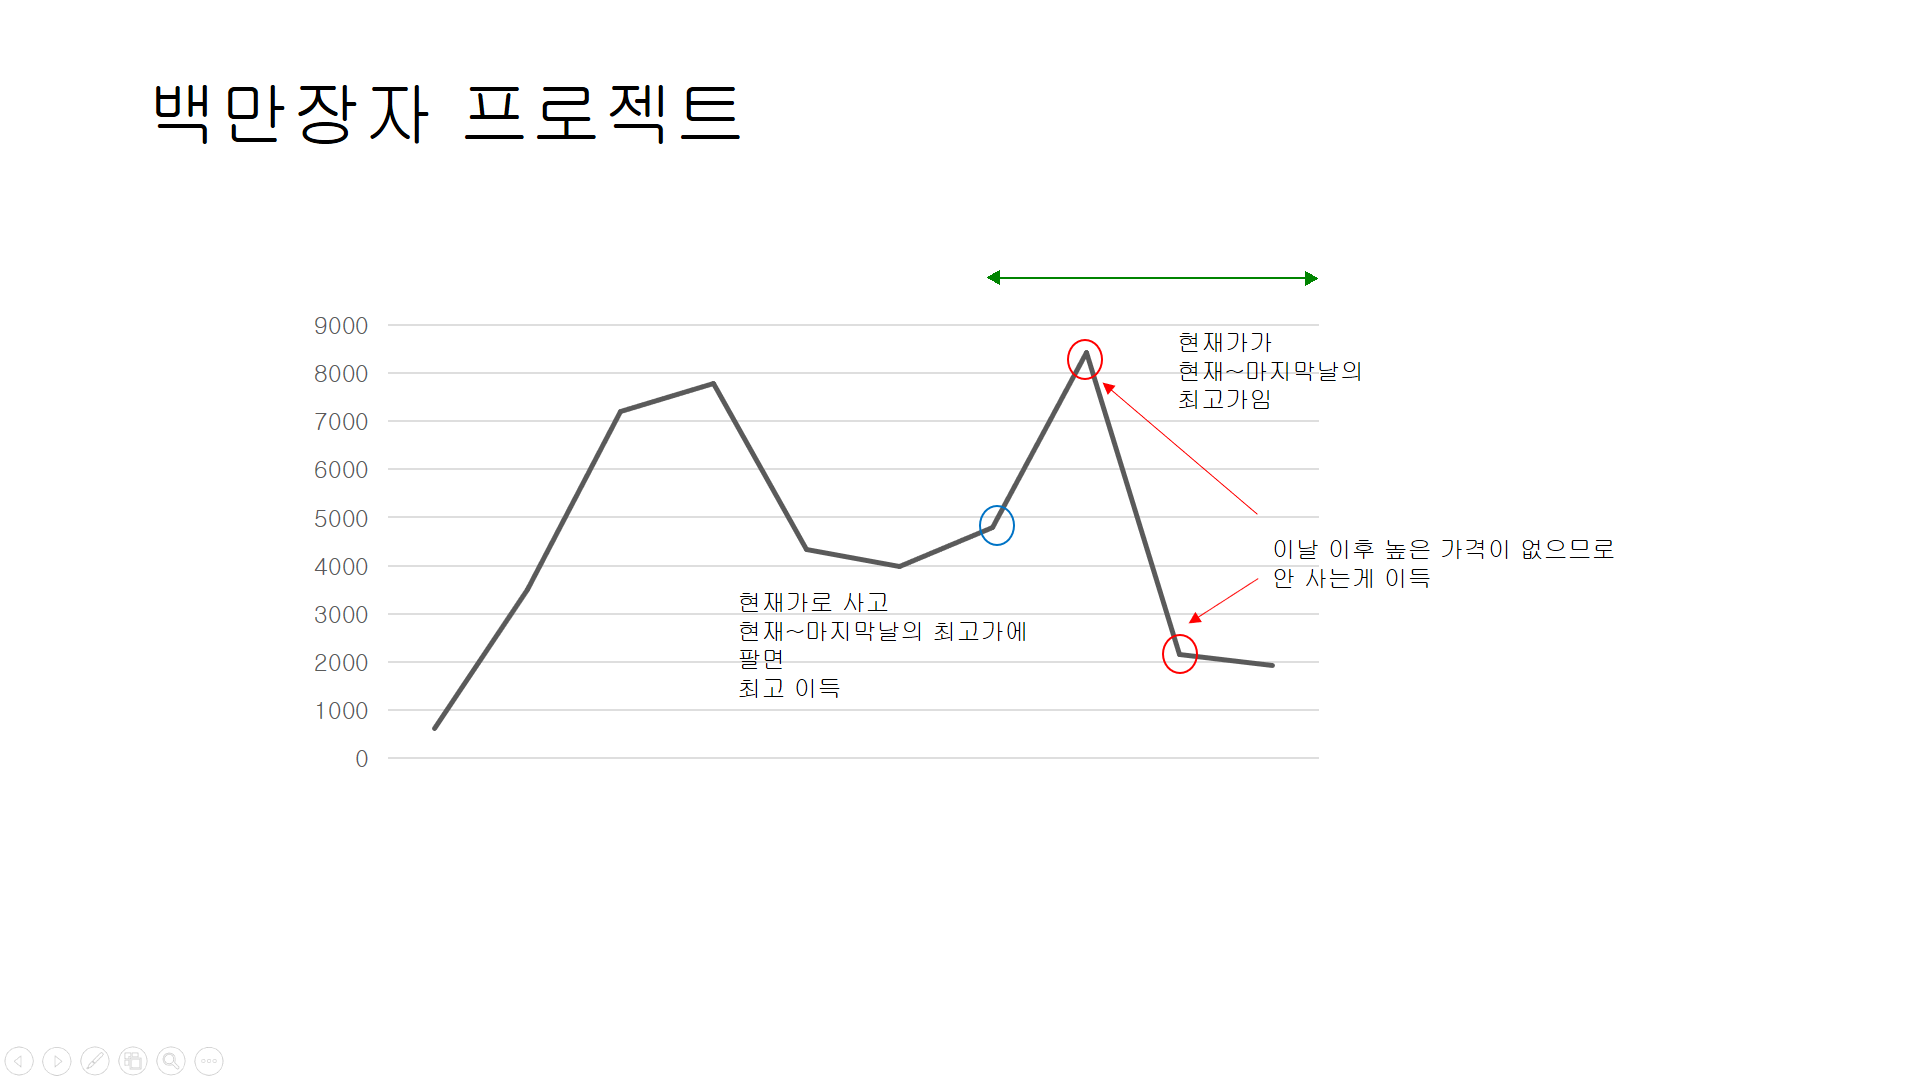 백만장자 프로젝트
9000
8000
7000
6000
5000
4000
3000
2000
1000
0
현재가가
현재~마지막날의
최고가임
이날 이후 높은 가격이 없으므로
안 사는게 이득
현재가로 사고
현재~마지막날의 최고가에
팔면
최고 이득